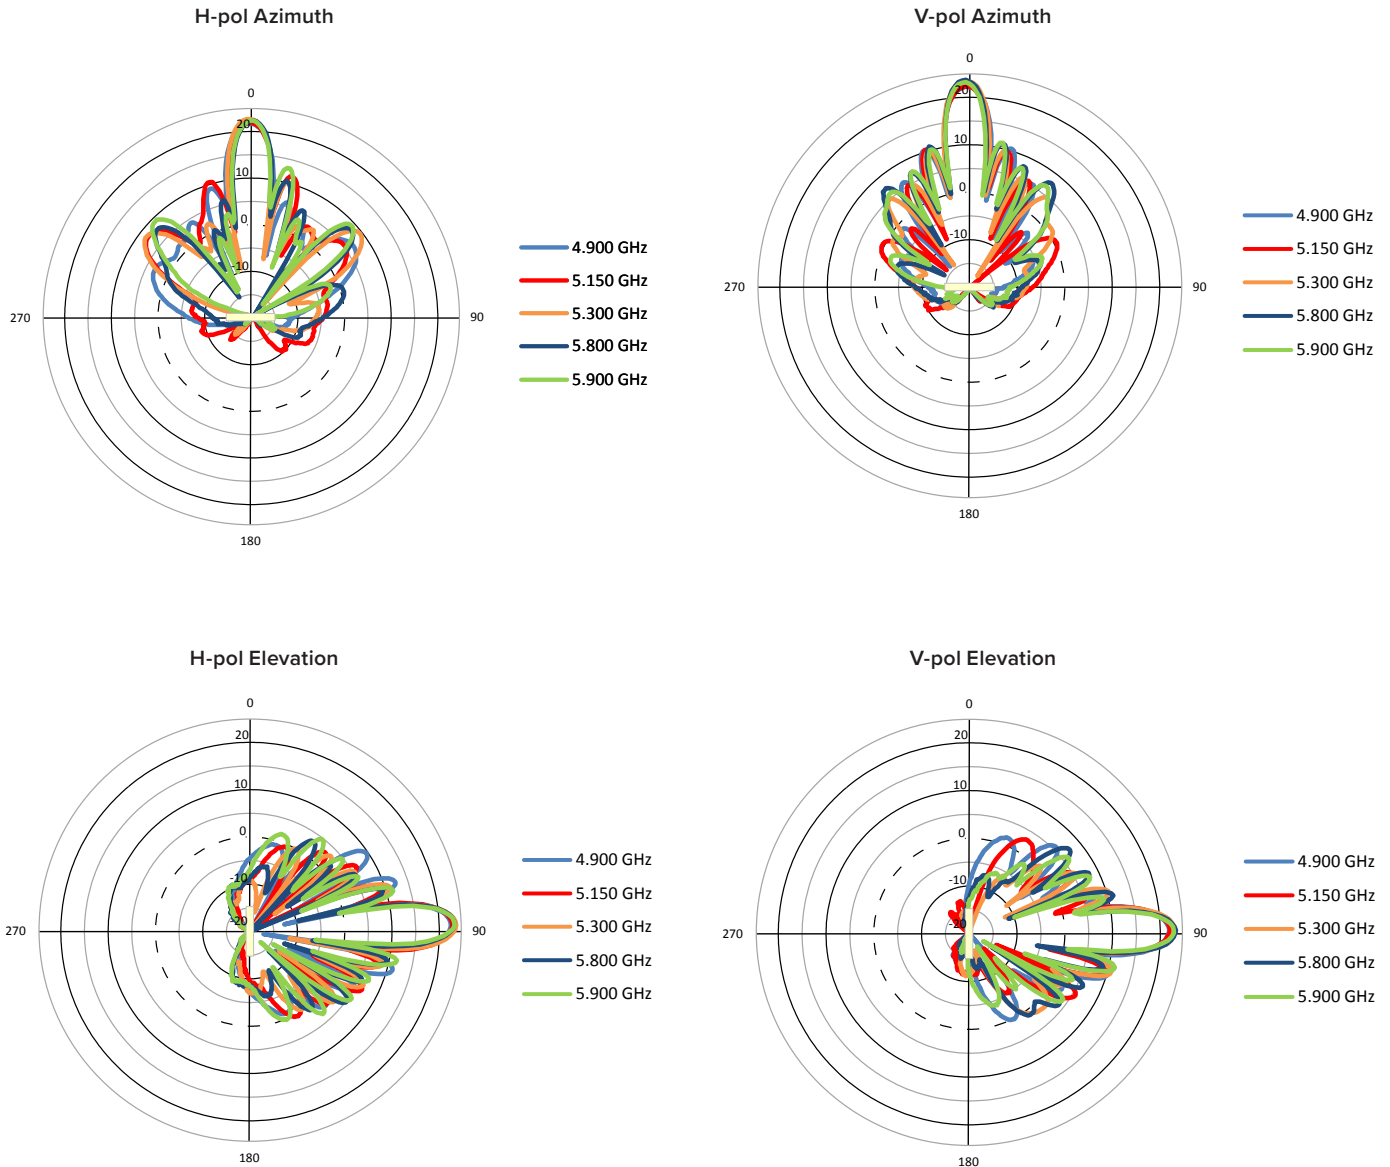 H-pol Azimuth
0
20
10
0
-10
270
90
180
4.900 GHz
5.150 GHz
5.300 GHz
5.800 GHz
5.900 GHz
V-pol Azimuth
0
20
10
0
-10
270
90
180
4.900 GHz
5.150 GHz
5.300 GHz
5.800 GHz
5.900 GHz
H-pol Elevation
0
20
10
0
-10
-20
270
90
180
4.900 GHz
5.150 GHz
5.300 GHz
5.800 GHz
5.900 GHz
V-pol Elevation
0
20
10
0
-10
-20
270
90
180
4.900 GHz
5.150 GHz
5.300 GHz
5.800 GHz
5.900 GHz